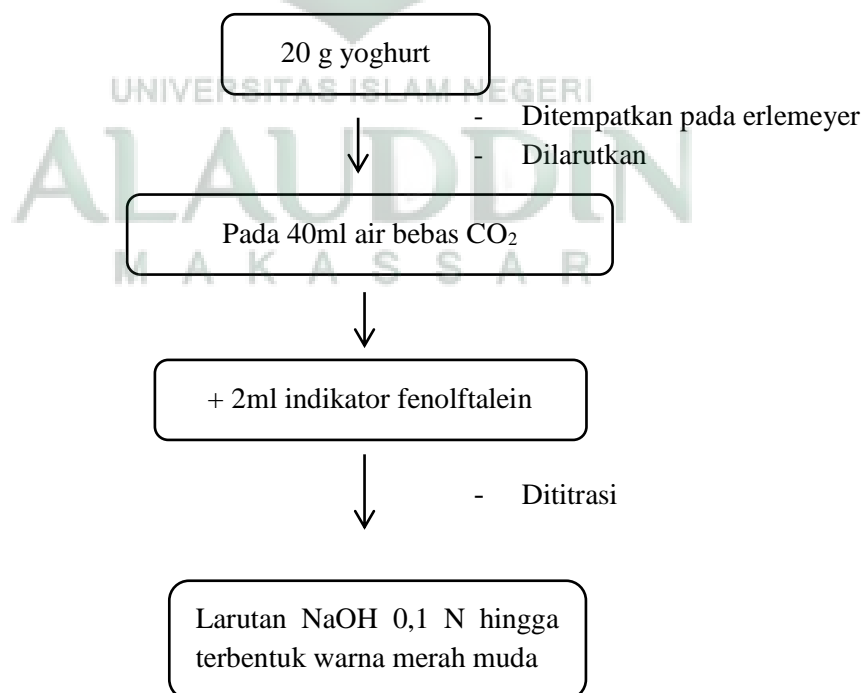 20 g yoghurt
UNIVERSITAS ISLAM NEGERI
- Ditempatkan pada erlemeyer
- Dilarutkan
ALAUDDIN
Pada 40ml air bebas CO₂
MAKASSAR
+ 2ml indikator fenolftalein
- Dititrasi
Larutan NaOH 0,1 N hingga
terbentuk warna merah muda